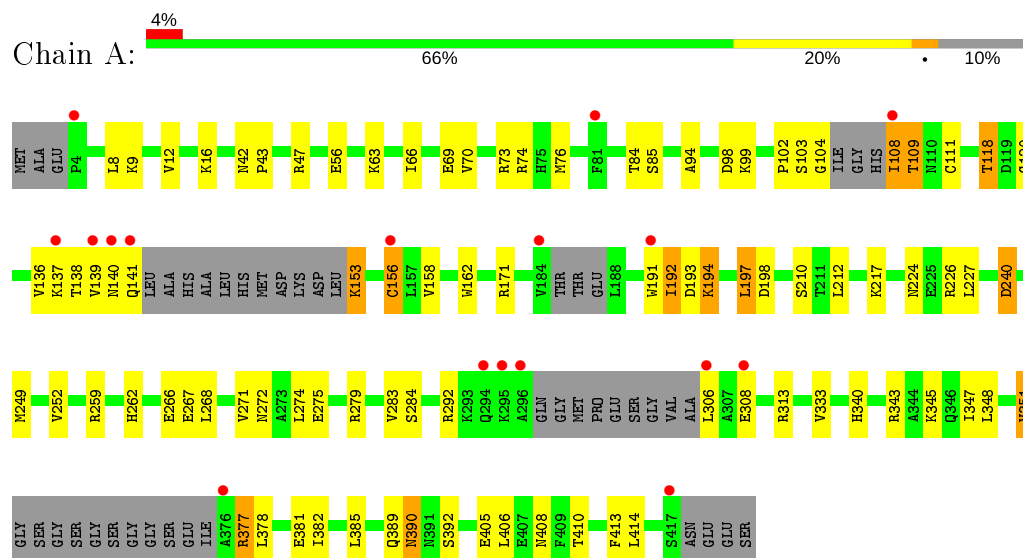 4%
Chain A:
66% 20% • 10%
MET ALA GLU P4 L8 K9 V12 K16 N42 P43 R47 E56 K63 I66 E69 V70 R73 R74 H75 M76 F81 T84 S85 A94 D98 K99 P102 S103 G104 ILE GLY HIS I108 T109 N110 C111 T118 D119
V136 K137 T138 V139 N140 Q141 LEU ALA HIS ALA LEU HIS MET ASP LYS ASP LEU K153 C156 L157 V158 W162 R171 V184 THR THR GLU L188 W191 I192 D193 K194 L197 D198 S210 T211 L212 K217 N224 E225 R226 L227 D240
M249 V252 R259 H262 E266 E267 L268 V271 N272 A273 L274 E275 R279 V283 S284 R292 K293 Q294 K295 A296 GLN GLY MET PRO GLU SER GLY VAL ALA L306 A307 E308 R313 V333 H340 R343 A344 K345 Q346 I347 L348
GLY SER GLY SER GLY SER GLY GLY SER GLU ILE A376 R377 L378 E381 I382 L385 Q389 N390 N391 S392 E405 L406 E407 N408 F409 T410 F413 L414 S417 ASN GLU GLU SER